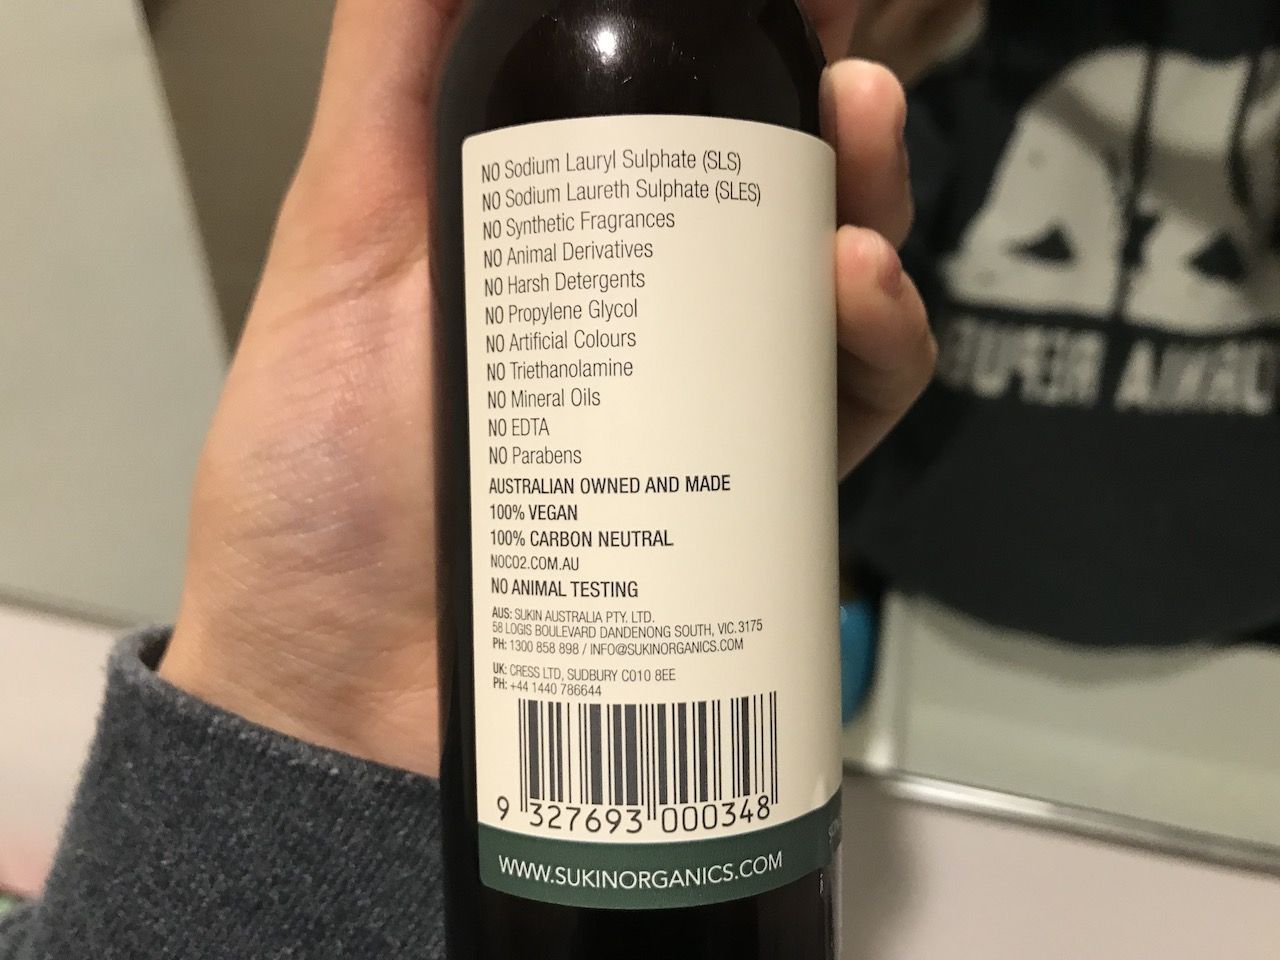 NO Sodium Lauryl Sulphate (SLS)
NO Sodium Laureth Sulphate (SLES)
NO Synthetic Fragrances
NO Animal Derivatives
NO Harsh Detergents
NO Propylene Glycol
NO Artificial Colours
NO Triethanolamine
NO Mineral Oils
NO EDTA
NO Parabens
AUSTRALIAN OWNED AND MADE
100% VEGAN
100% CARBON NEUTRAL
NOCO2.COM.AU
NO ANIMAL TESTING
AUS: SUKIN AUSTRALIA PTY. LTD.
58 LOGIS BOULEVARD DANDENONG SOUTH, VIC.3175
PH: 1300 858 898 / INFO@SUKINORGANICS.COM
UK: CRESS LTD, SUDBURY CO10 8EE
PH: +44 1440 786644
9 327693 000348
WWW.SUKINORGANICS.COM